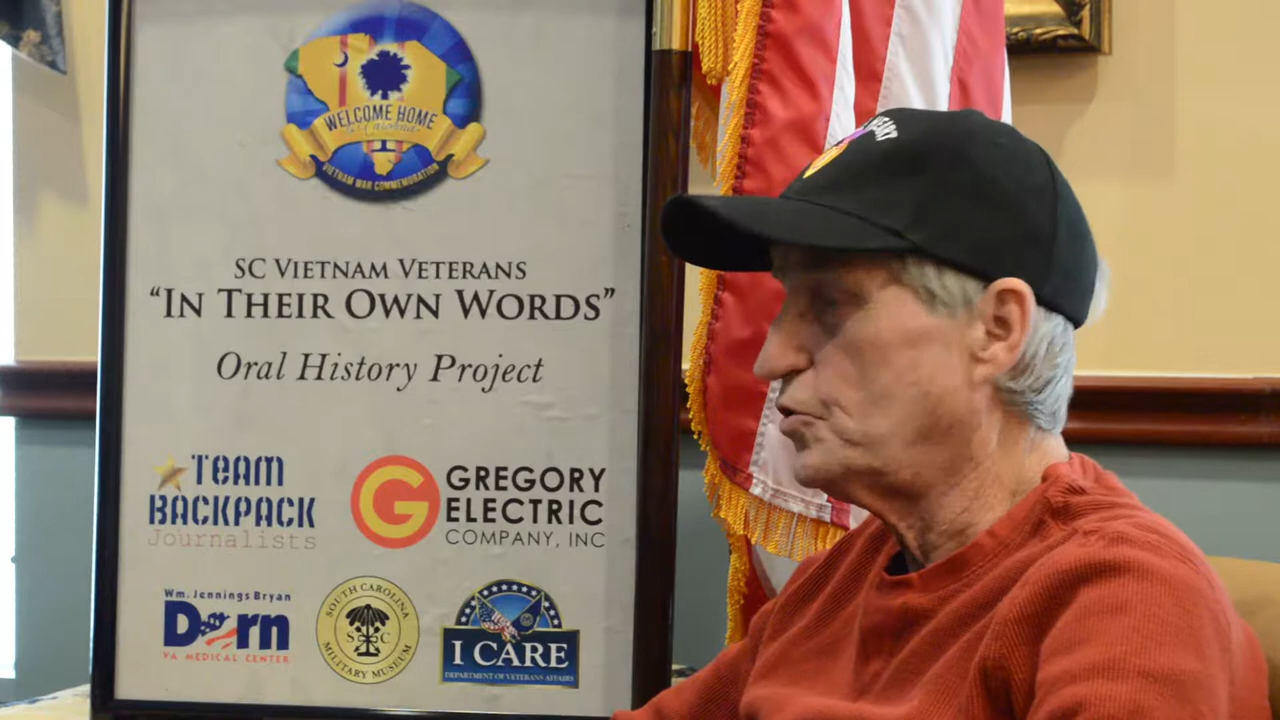 WELCOME HOME
VIETNAM WAR COMMEMORATION
SC VIETNAM VETERANS
"IN THEIR OWN WORDS"
Oral History Project
TEAM
BACKPACK
Journalists
GREGORY
ELECTRIC
COMPANY, INC
Wm. Jennings Bryan
Dorn
VA MEDICAL CENTER
SOUTH CAROLINA
SC
MILITARY MUSEUM
I CARE
DEPARTMENT OF VETERANS AFFAIRS